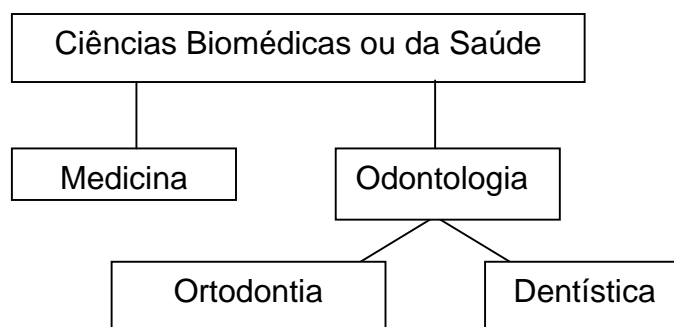 Ciências Biomédicas ou da Saúde
Medicina
Odontologia
Ortodontia
Dentística